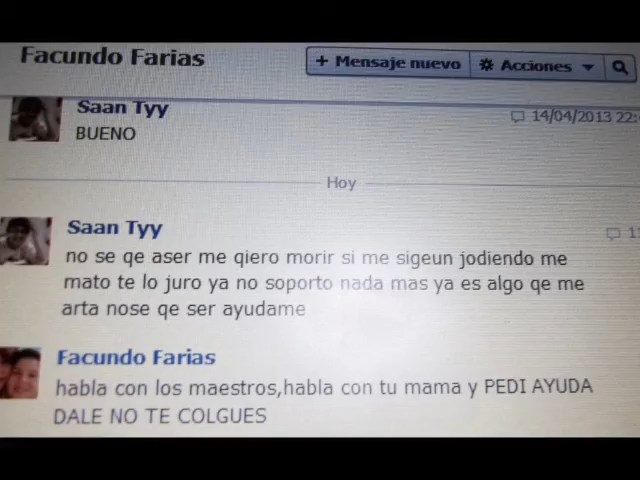 Facundo Farias
+ Mensaje nuevo Acciones
Saan Tyy
14/04/2013 22:
BUENO
Hoy
Saan Tyy
no se qe aser me qiero morir si me sigeun jodiendo me
mato te lo juro ya no soporto nada mas ya es algo qe me
arta nose qe ser ayudame
Facundo Farias
habla con los maestros,habla con tu mama y PEDI AYUDA
DALE NO TE COLGUES